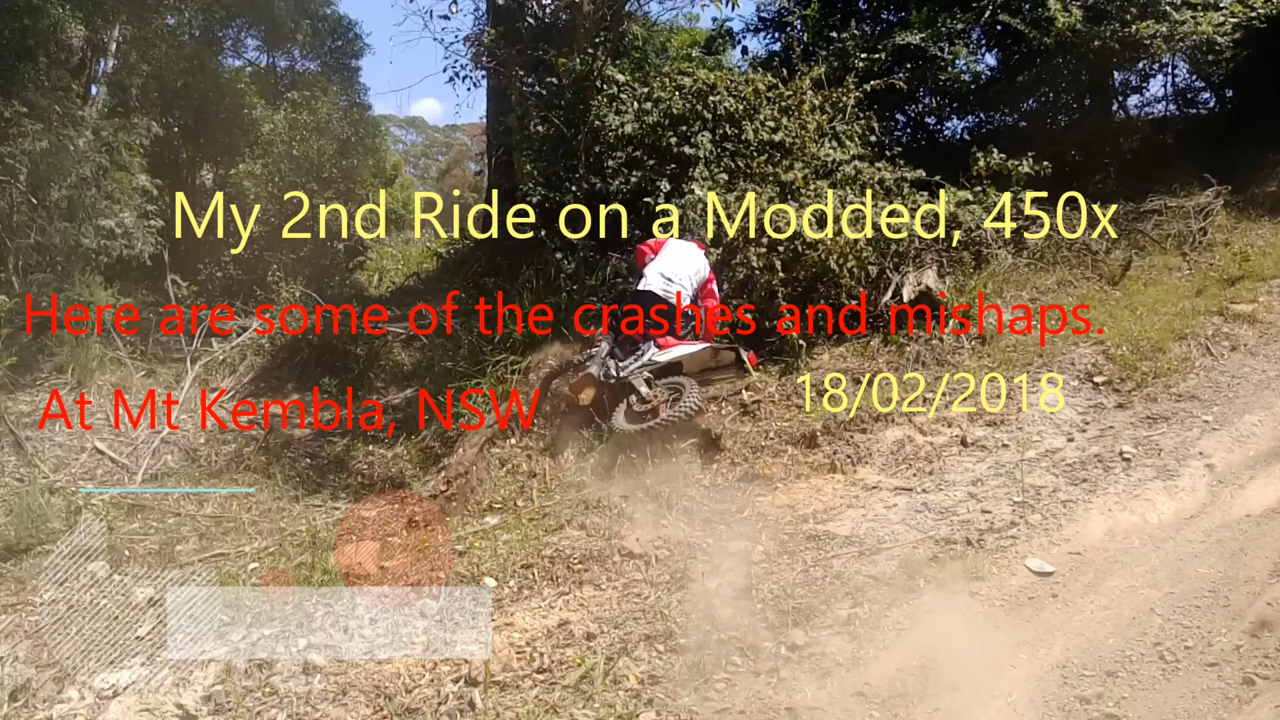 My 2nd Ride on a Modded, 450x
Here are some of the crashes and mishaps.
At Mt Kembla, NSW
18/02/2018